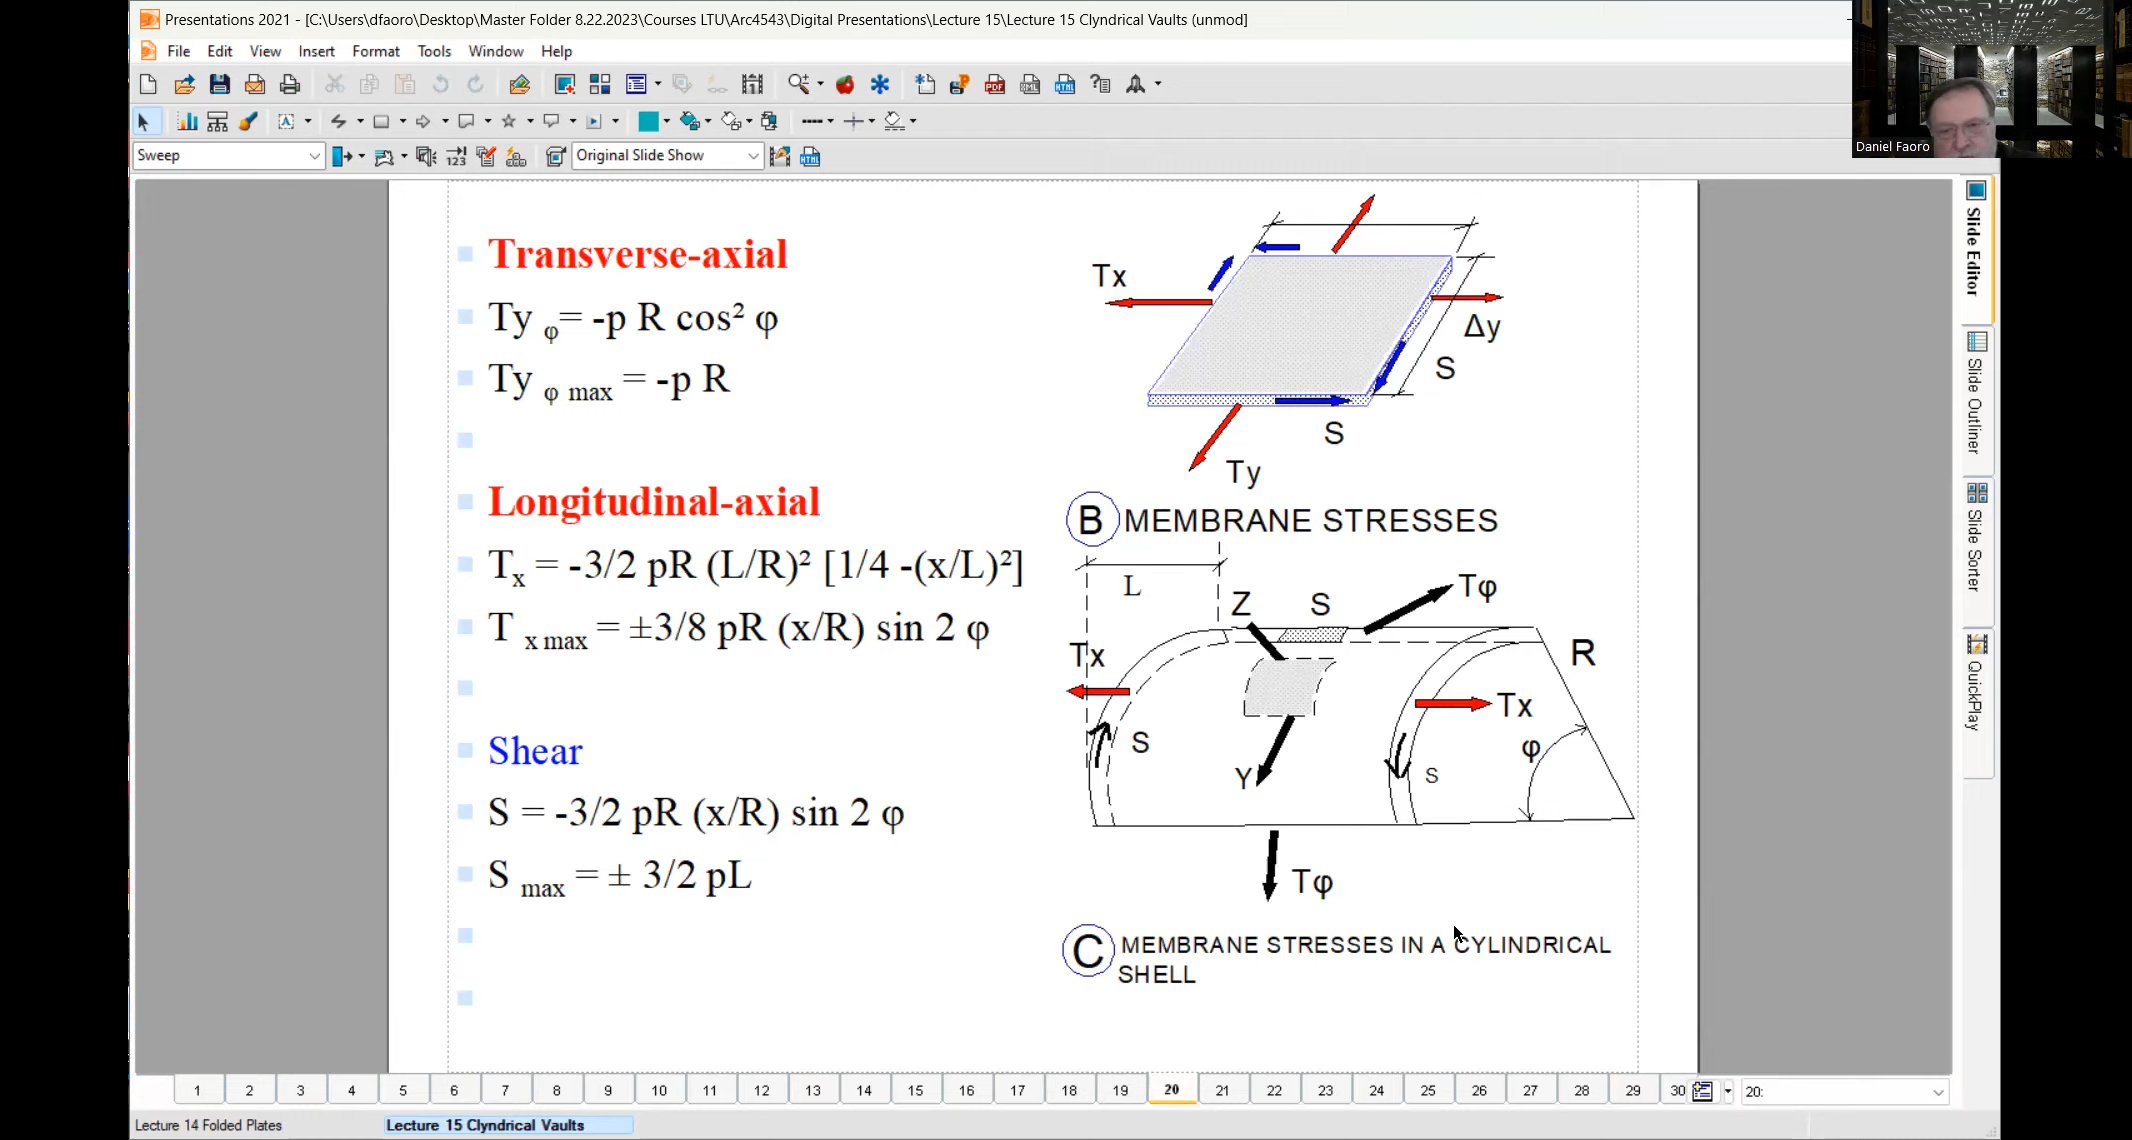 Presentations 2021 - [C:\Users\dfaoro\Desktop\Master Folder 8.22.2023\Courses LTU\Arc4543\Digital Presentations\Lecture 15\Lecture 15 Clyndrical Vaults (unmod]
File Edit View Insert Format Tools Window Help
Daniel Faoro
Sweep
Original Slide Show
Transverse-axial
Ty φ= -p R cos² φ
Ty φ max = -p R
Longitudinal-axial
Tx = -3/2 pR (L/R)² [1/4 -(x/L)²]
T x max = ±3/8 pR (x/R) sin 2 φ
Shear
S = -3/2 pR (x/R) sin 2 φ
S max = ± 3/2 pL
Tx
Δy
S
S
Ty
B MEMBRANE STRESSES
L
Z
S
Tφ
Tx
R
Tx
S
φ
Y
S
Tφ
C MEMBRANE STRESSES IN A CYLINDRICAL
SHELL
Slide Editor
Slide Outliner
Slide Sorter
QuickPlay
1 2 3 4 5 6 7 8 9 10 11 12 13 14 15 16 17 18 19 20 21 22 23 24 25 26 27 28 29 30
20:
Lecture 14 Folded Plates
Lecture 15 Clyndrical Vaults